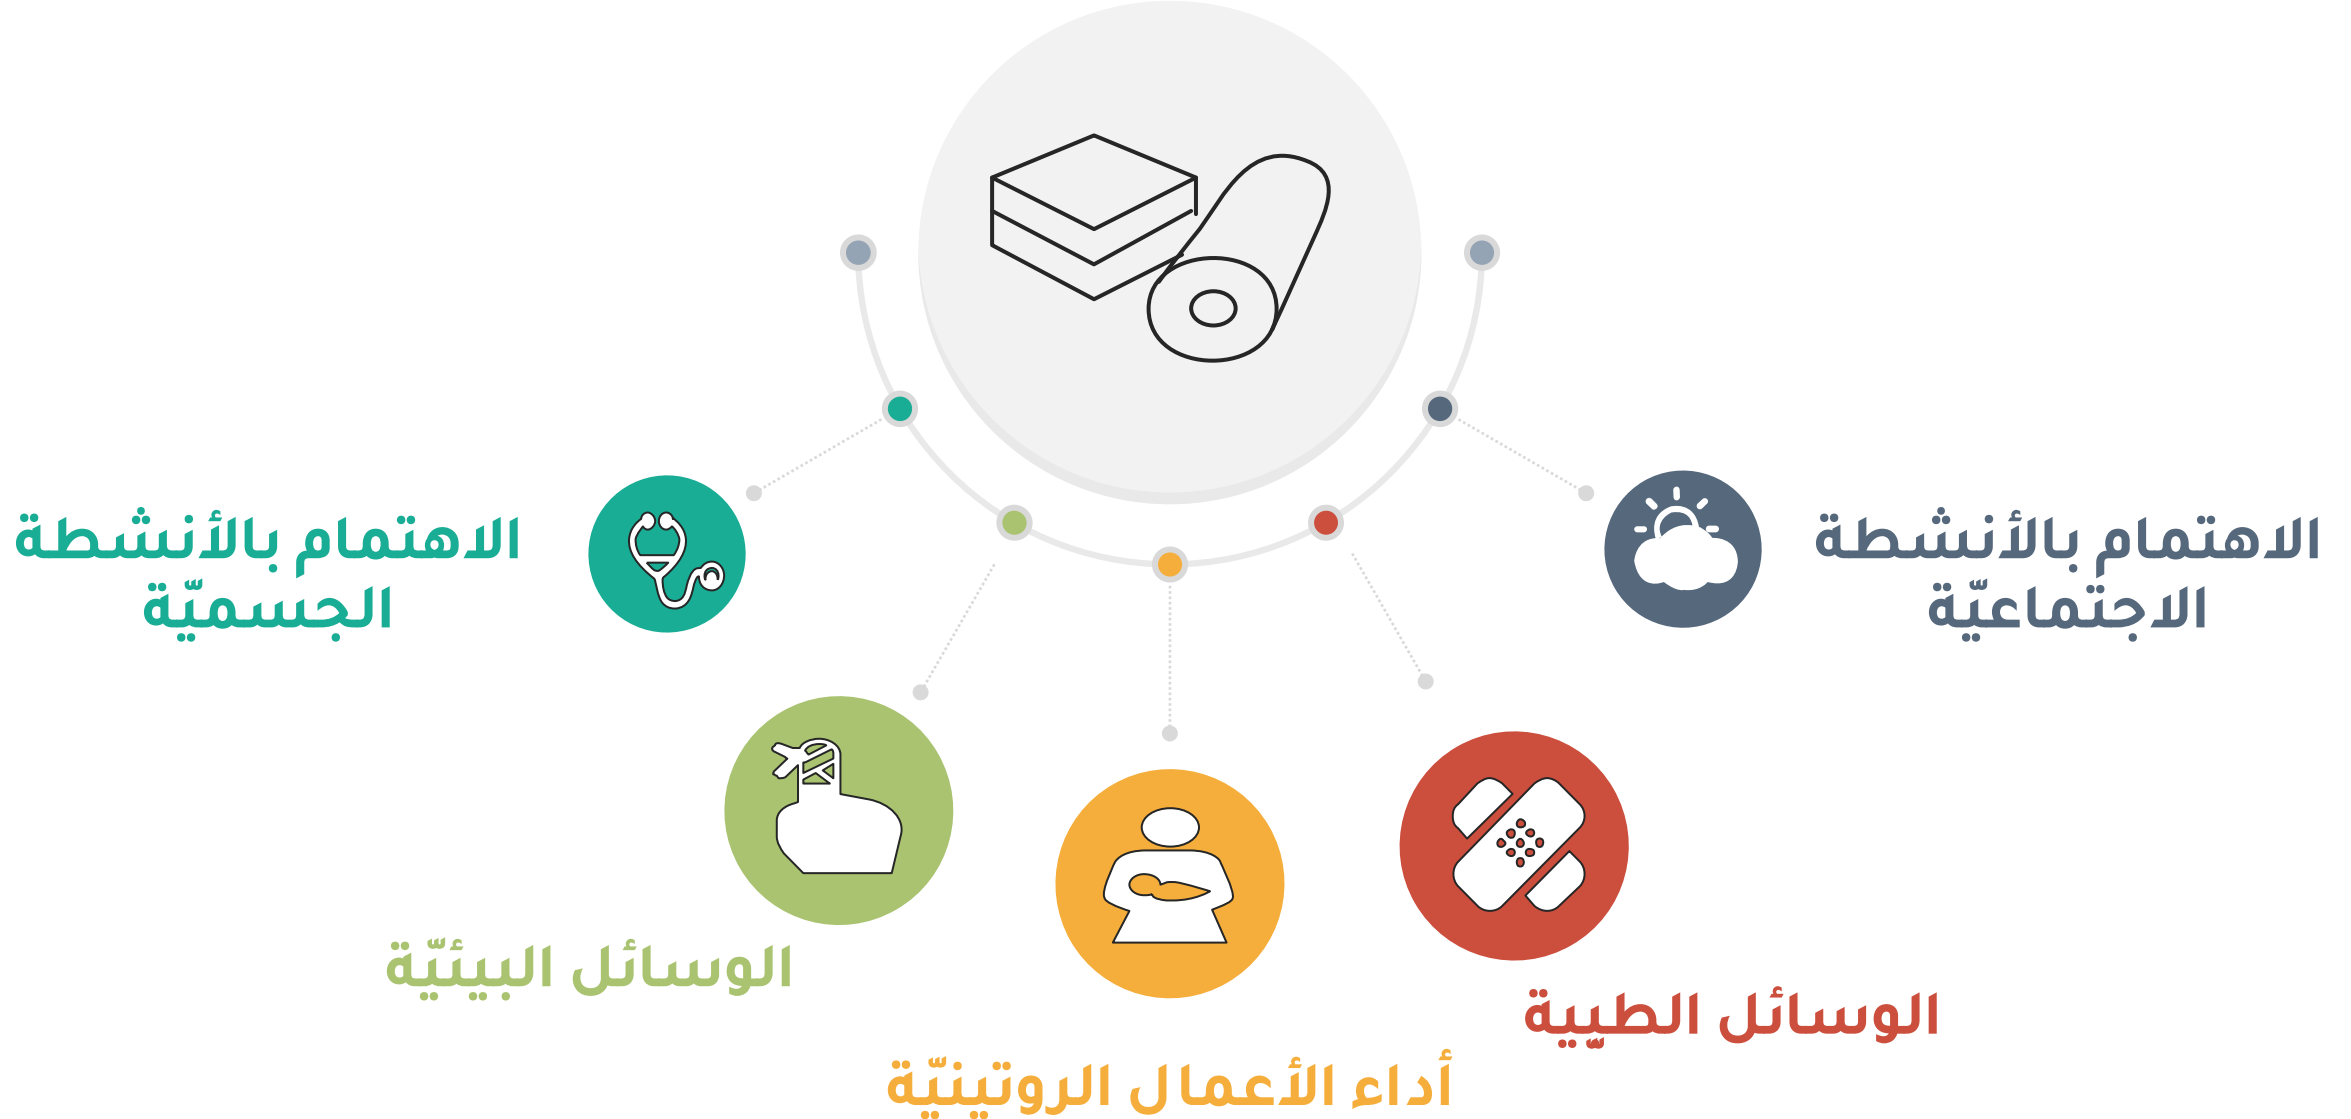 الاهتمام بالأنشطة
الاجتماعيّة
الاهتمام بالأنشطة
الجسميّة
الوسائل البيئيّة
الوسائل الطبّية
أداء الأعمال الروتينيّة